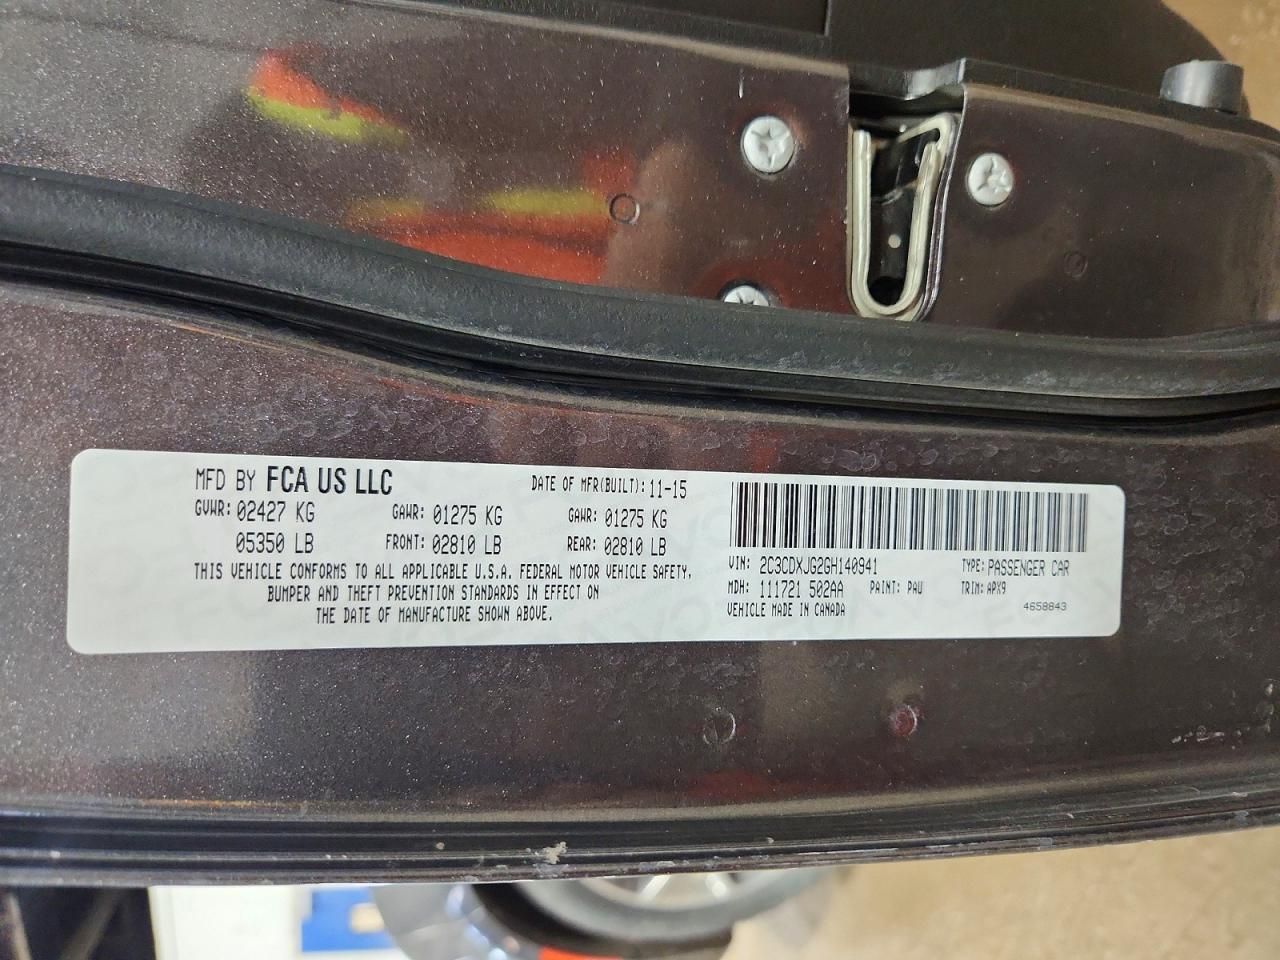 MFD BY FCA US LLC DATE OF MFR(BUILT): 11-15
GVWR: 02427 KG GAWR: 01275 KG GAWR: 01275 KG
05350 LB FRONT: 02810 LB REAR: 02810 LB
THIS VEHICLE CONFORMS TO ALL APPLICABLE U.S.A. FEDERAL MOTOR VEHICLE SAFETY,
BUMPER AND THEFT PREVENTION STANDARDS IN EFFECT ON
THE DATE OF MANUFACTURE SHOWN ABOVE.
VIN: 2C3CDXJG2GH140941 TYPE: PASSENGER CAR
MDH: 111721 502AA PAINT: PAU TRIM: APX9
VEHICLE MADE IN CANADA 4658843